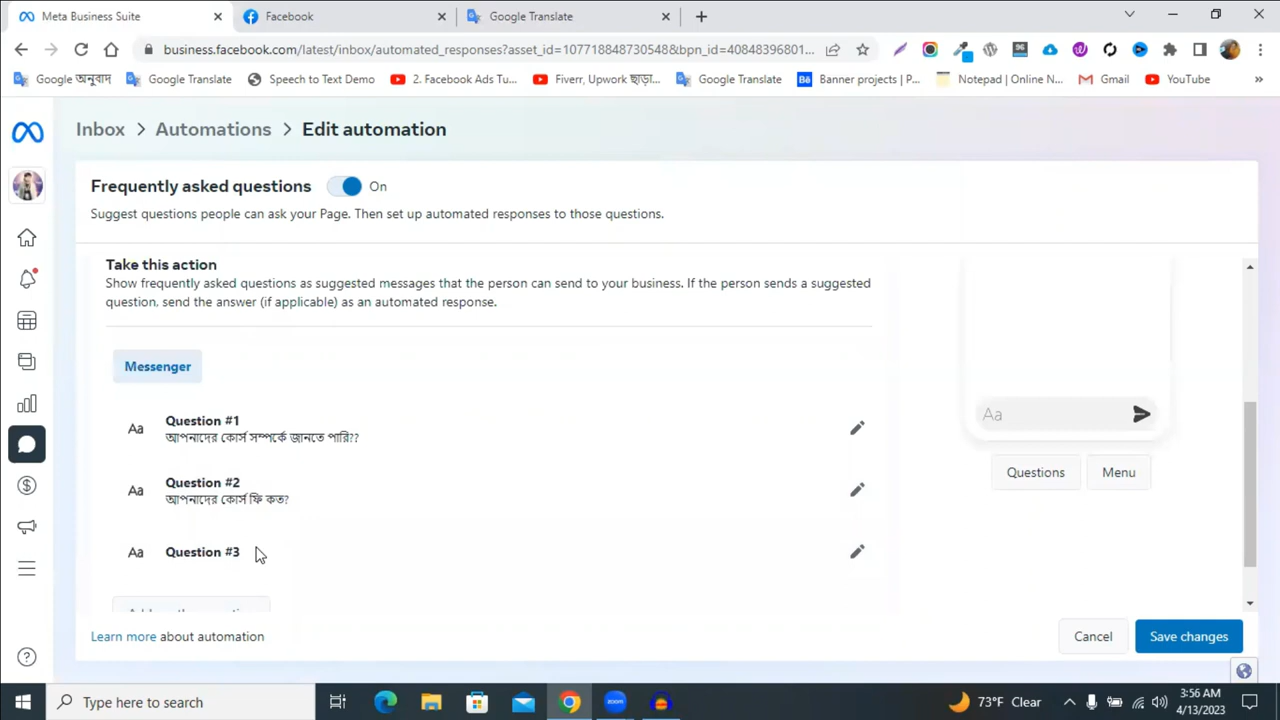 Meta Business Suite
Facebook
Google Translate
business.facebook.com/latest/inbox/automated_responses?asset_id=107718848730548&bpn_id=40848396801...
Google অনুবাদ
Google Translate
Speech to Text Demo
2. Facebook Ads Tu...
Fiverr, Upwork ছাড়া...
Google Translate
Banner projects | P...
Notepad | Online N...
Gmail
YouTube
Inbox > Automations > Edit automation
Frequently asked questions
On
Suggest questions people can ask your Page. Then set up automated responses to those questions.
Take this action
Show frequently asked questions as suggested messages that the person can send to your business. If the person sends a suggested
question, send the answer (if applicable) as an automated response.
Messenger
Aa
Question #1
আপনাদের কোর্স সম্পর্কে জানতে পারি??
Aa
Question #2
আপনাদের কোর্স ফি কত?
Aa
Question #3
Aa
Questions
Menu
Learn more about automation
Cancel
Save changes
Type here to search
zoom
73°F Clear
3:56 AM
4/13/2023